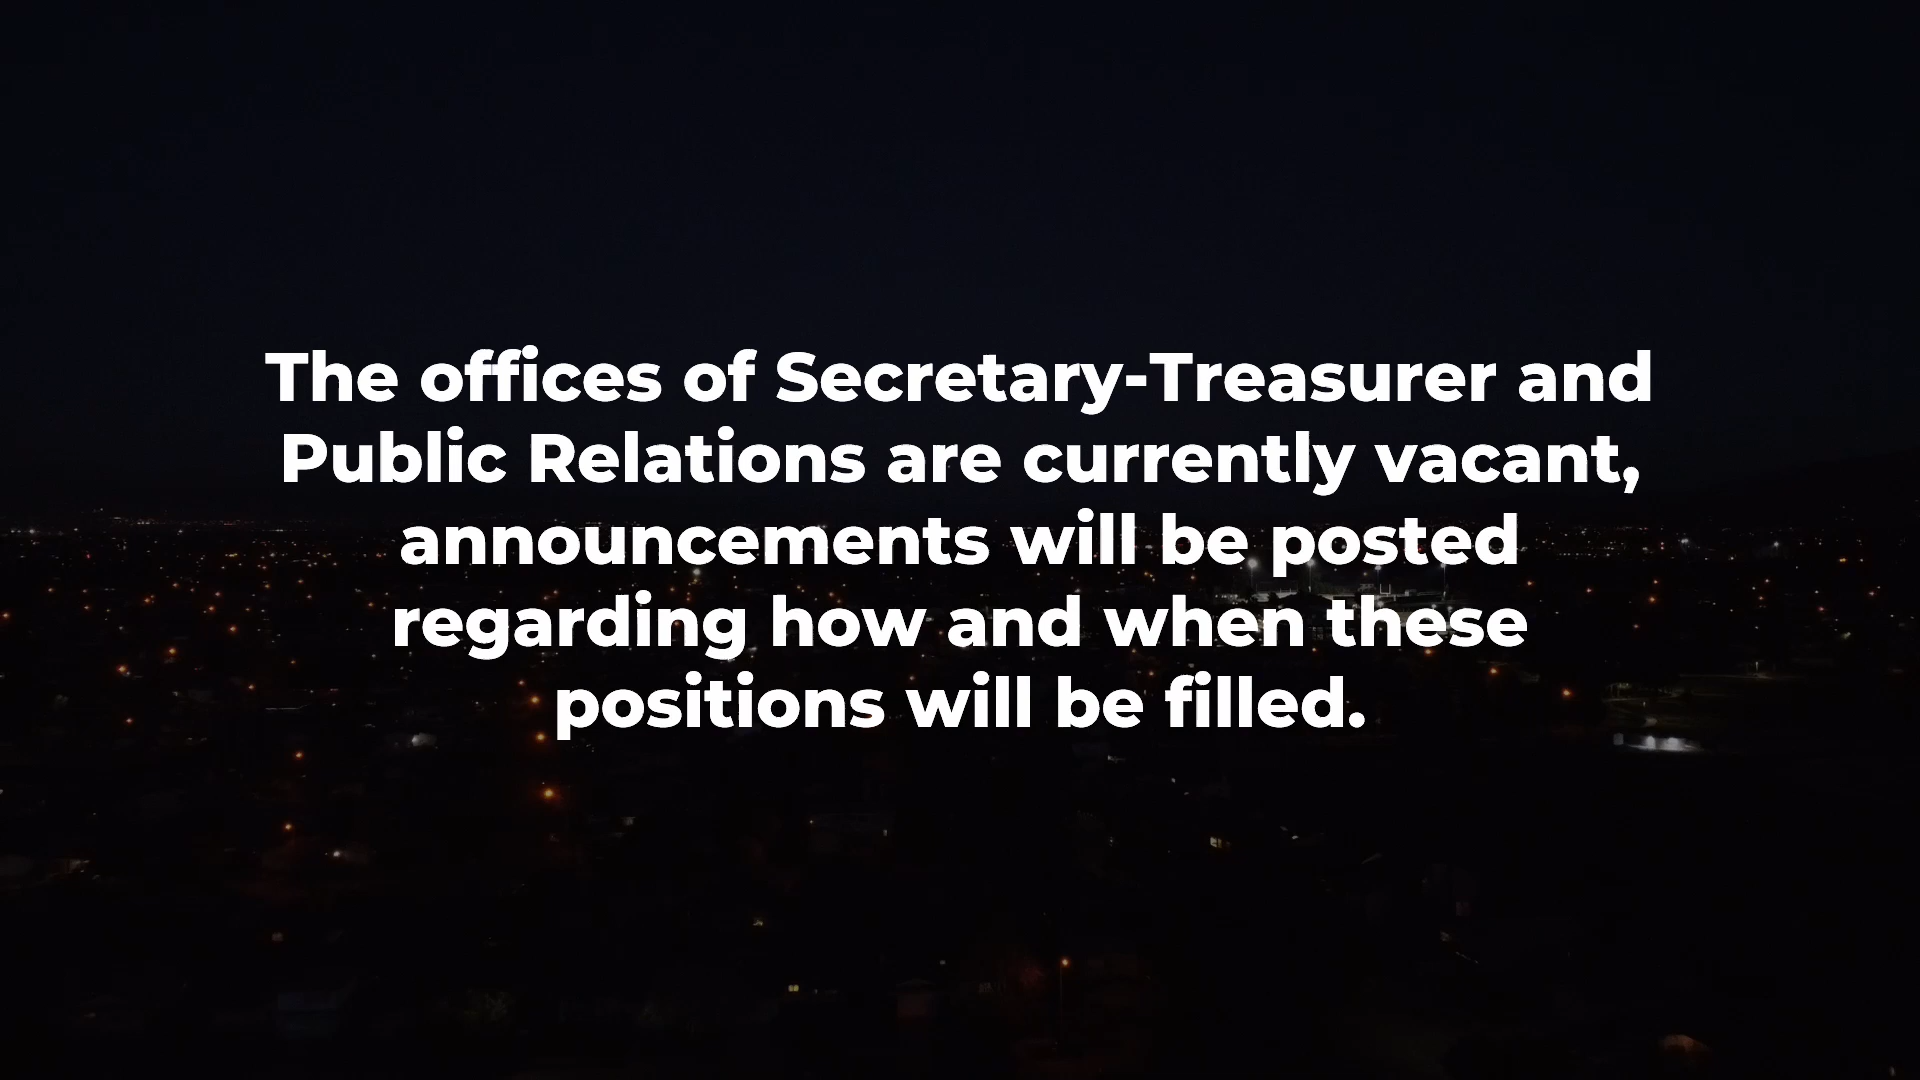 The offices of Secretary-Treasurer and
Public Relations are currently vacant,
announcements will be posted
regarding how and when these
positions will be filled.